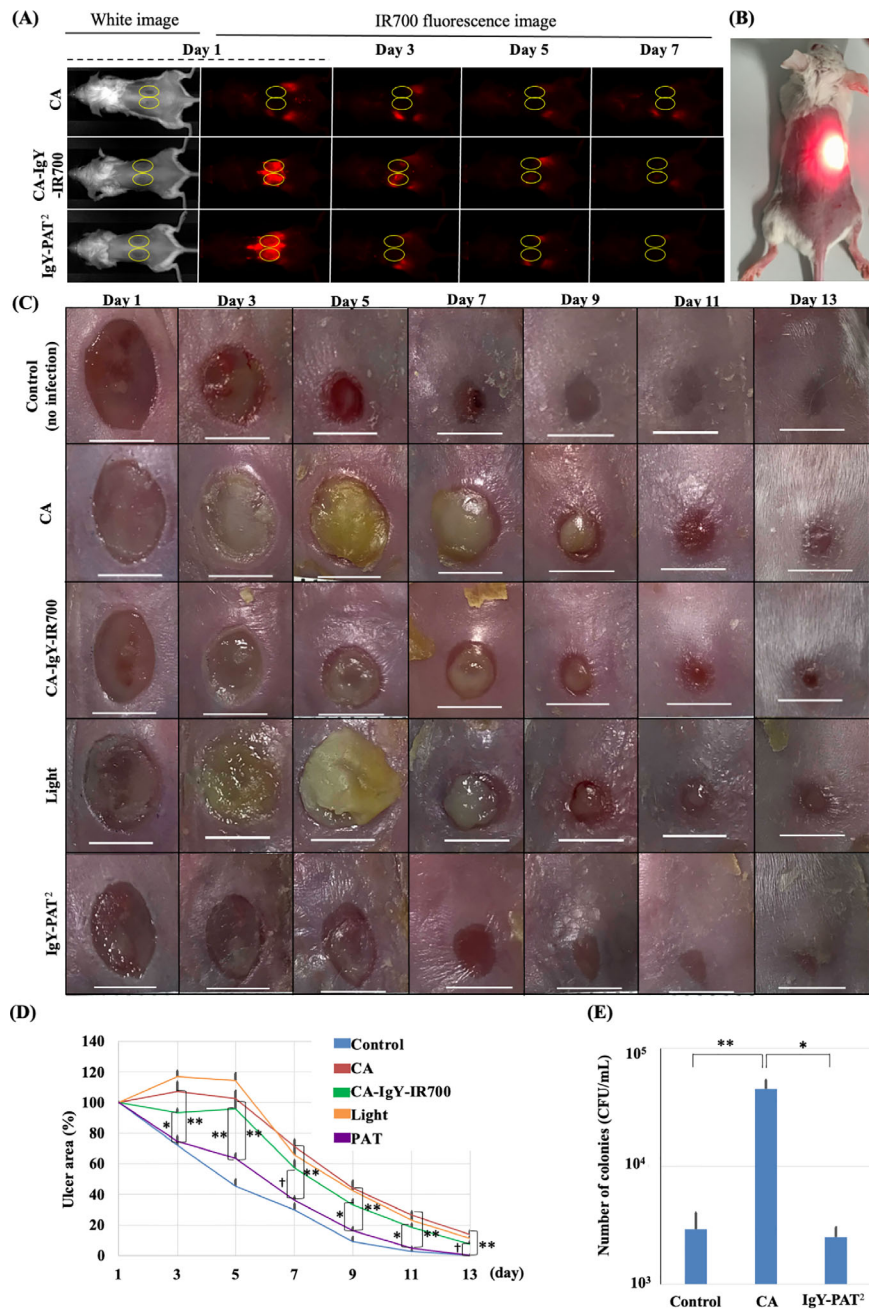 (A)
White image
IR700 fluorescence image
Day 1
Day 3
Day 5
Day 7
CA
CA-IgY
-IR700
IgY-PAT²
(B)
(C)
Day 1
Day 3
Day 5
Day 7
Day 9
Day 11
Day 13
Control
(no infection)
CA
CA-IgY-IR700
Light
IgY-PAT²
(D)
Ulcer area (%)
140
120
100
80
60
40
20
0
1
3
5
7
9
11
13
(day)
Control
CA
CA-IgY-IR700
Light
PAT
*
**
**
**
†
**
*
**
*
**
†
**
(E)
Number of colonies (CFU/mL)
10⁵
10⁴
10³
**
*
Control
CA
IgY-PAT²